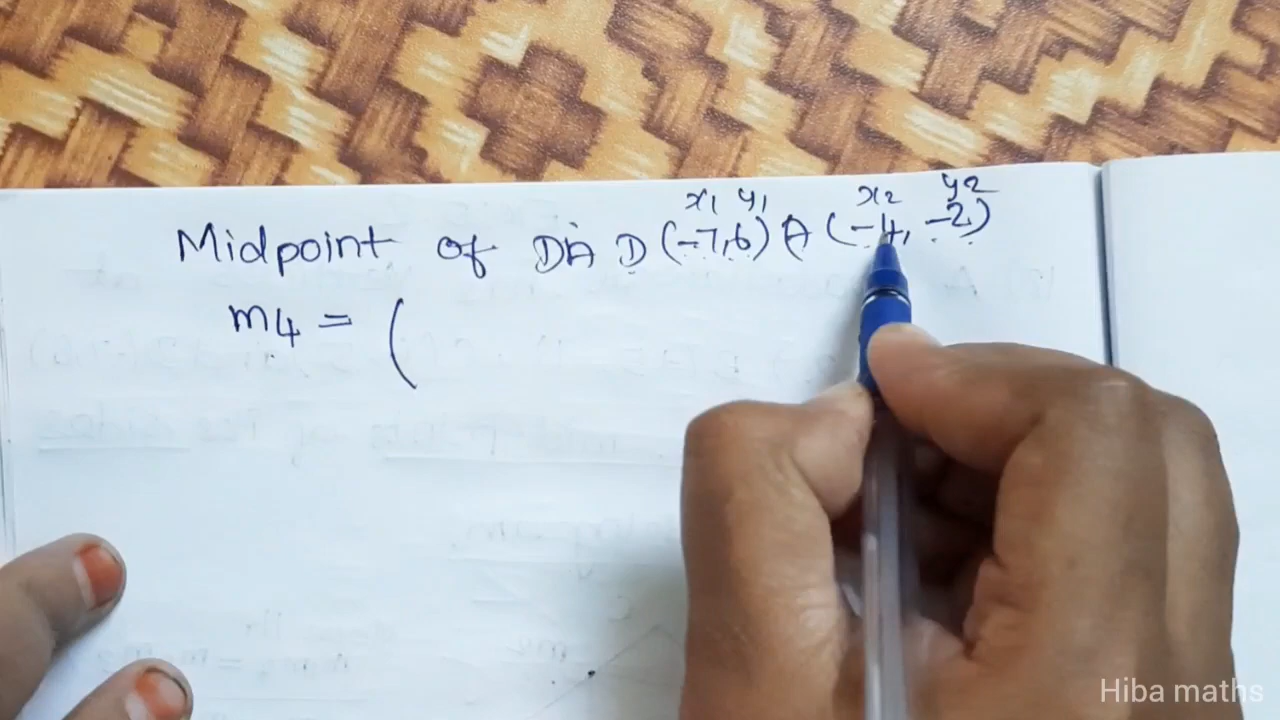 x1 y1 x2 y2
Midpoint of DA D (-7,6) A (-4, -2)
m4 = (
Hiba maths